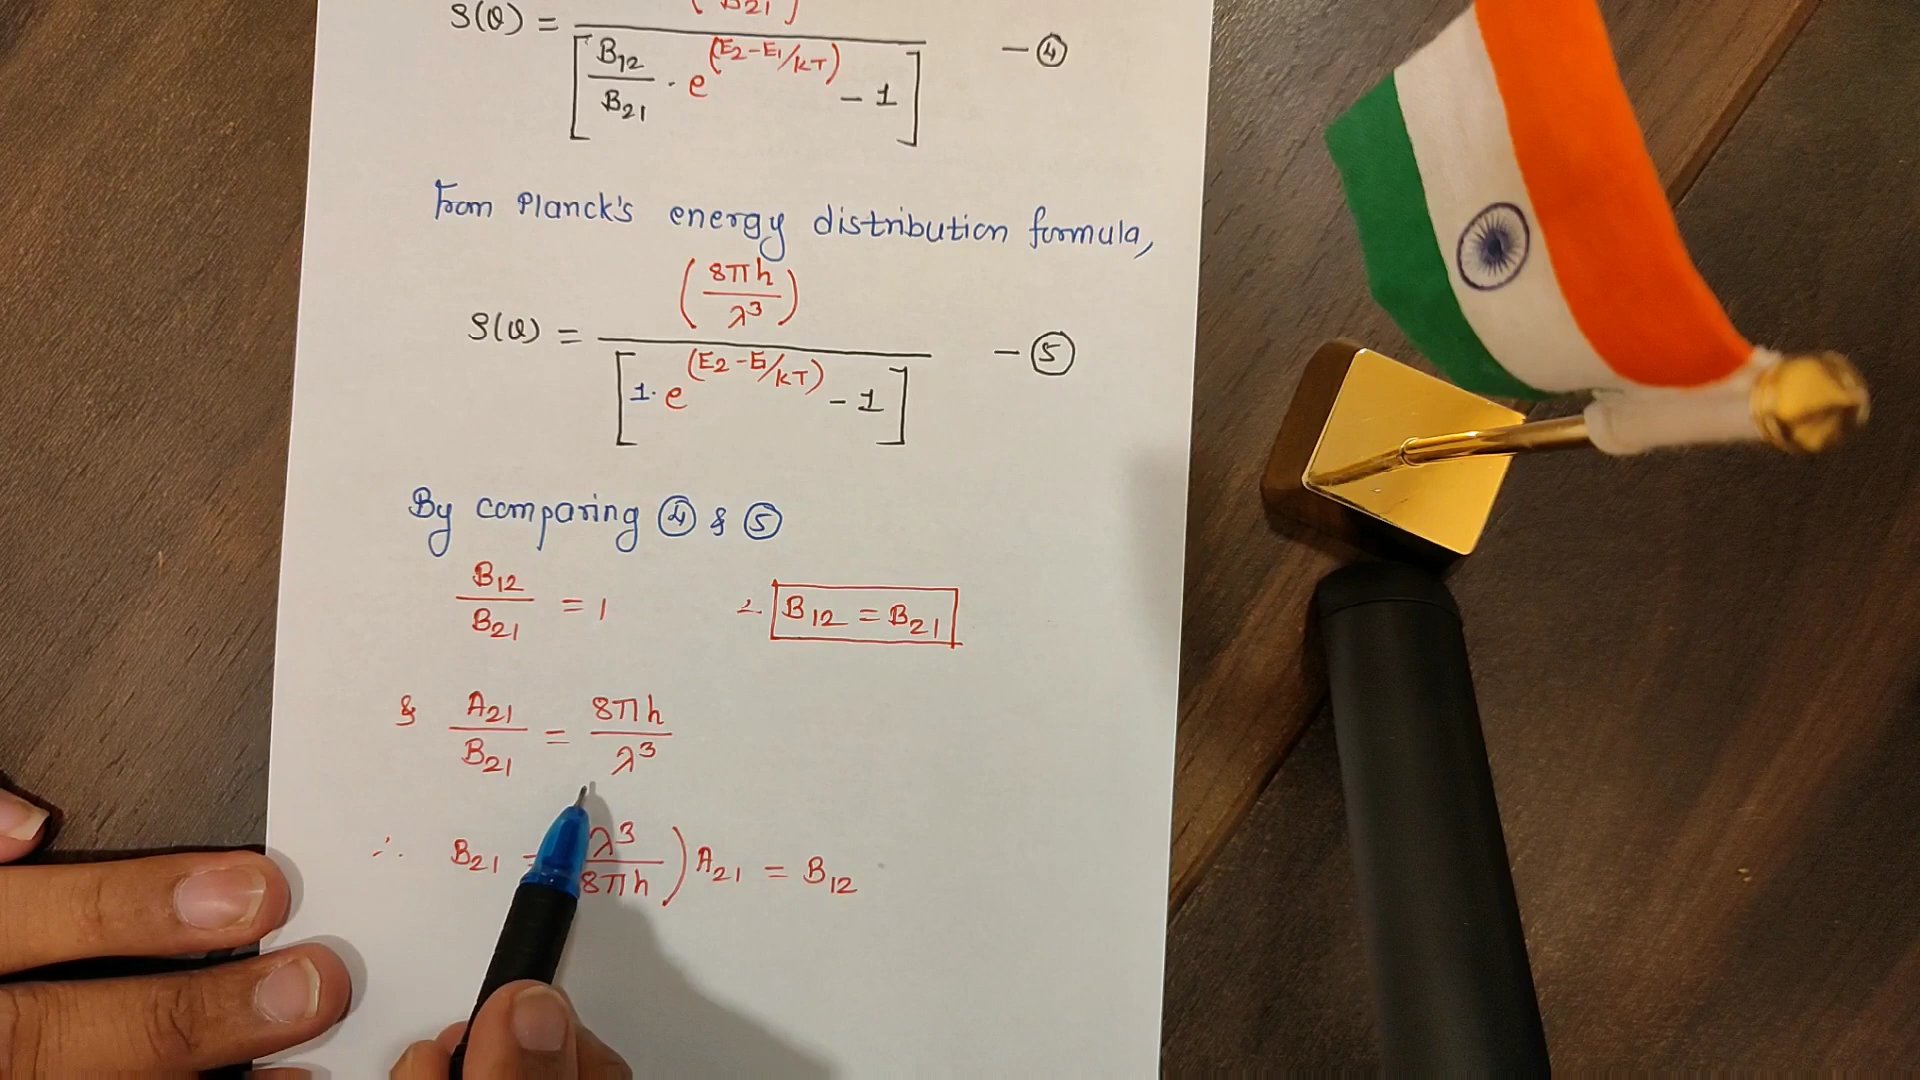 ( B21 )
S(ν) = [ B12/B21 · e^(E2-E1/KT) - 1 ] - ④
From Planck's energy distribution formula,
(8πh/λ³)
S(ν) = [ 1· e^(E2-E1/KT) - 1 ] - ⑤
By comparing ④ & ⑤
B12/B21 = 1 ∴ B12 = B21
& A21/B21 = 8πh/λ³
∴ B21 = (λ³/8πh) A21 = B12